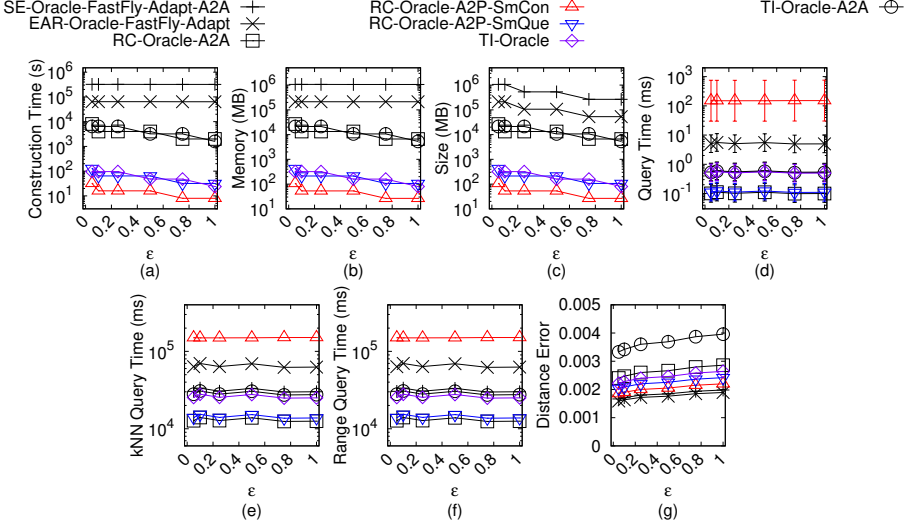 SE-Oracle-FastFly-Adapt-A2A
EAR-Oracle-FastFly-Adapt
RC-Oracle-A2A
RC-Oracle-A2P-SmCon
RC-Oracle-A2P-SmQue
TI-Oracle
TI-Oracle-A2A
Construction Time (s)
10^6
10^5
10^4
10^3
10^2
10^1
0
0.2
0.4
0.6
0.8
1
ε
(a)
Memory (MB)
10^6
10^5
10^4
10^3
10^2
10^1
0
0.2
0.4
0.6
0.8
1
ε
(b)
Size (MB)
10^6
10^5
10^4
10^3
10^2
10^1
0
0.2
0.4
0.6
0.8
1
ε
(c)
Query Time (ms)
10^3
10^2
10^1
10^0
10^-1
0
0.2
0.4
0.6
0.8
1
ε
(d)
kNN Query Time (ms)
10^5
10^4
0
0.2
0.4
0.6
0.8
1
ε
(e)
Range Query Time (ms)
10^5
10^4
0
0.2
0.4
0.6
0.8
1
ε
(f)
Distance Error
0.005
0.004
0.003
0.002
0.001
0
0
0.2
0.4
0.6
0.8
1
ε
(g)